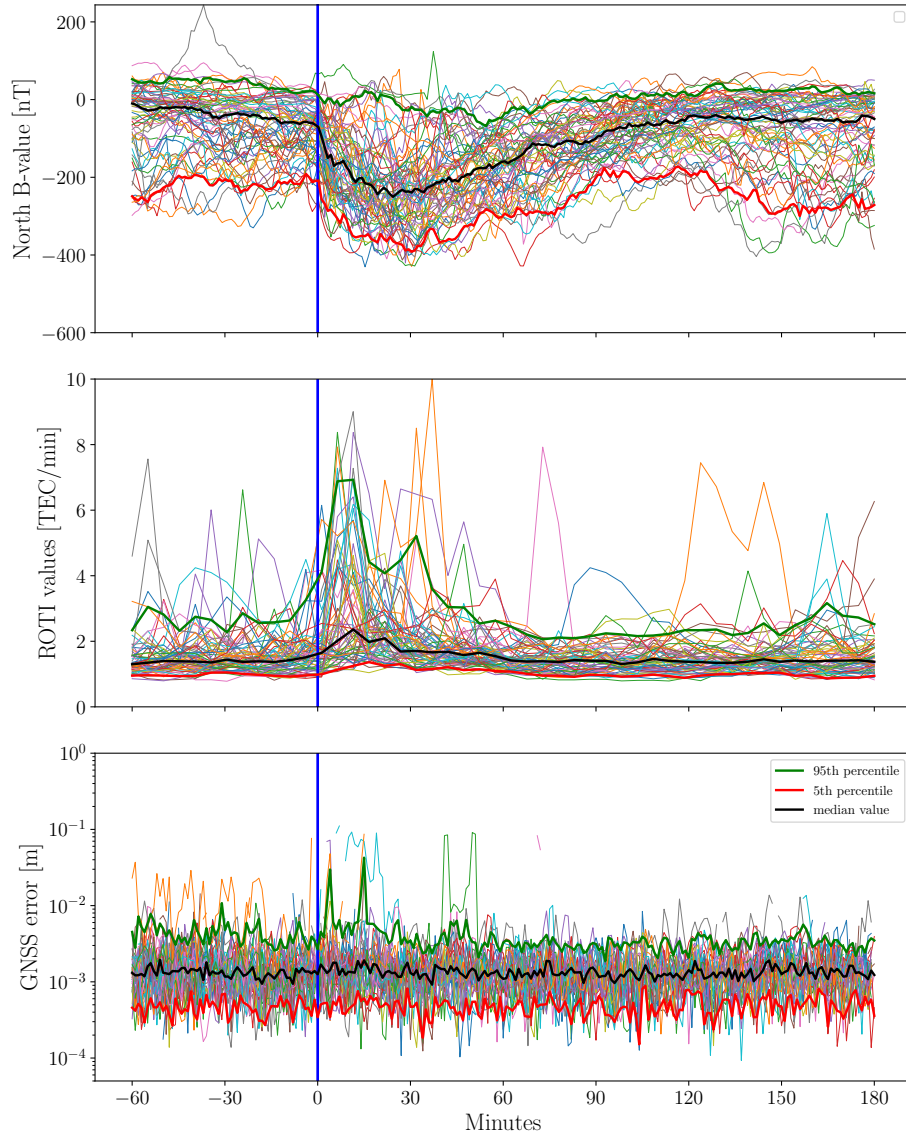 200
0
−200
−400
−600
North B-value [nT]
10
8
6
4
2
0
ROTI values [TEC/min]
10⁰
10⁻¹
10⁻²
10⁻³
10⁻⁴
GNSS error [m]
95th percentile
5th percentile
median value
−60 −30 0 30 60 90 120 150 180
Minutes